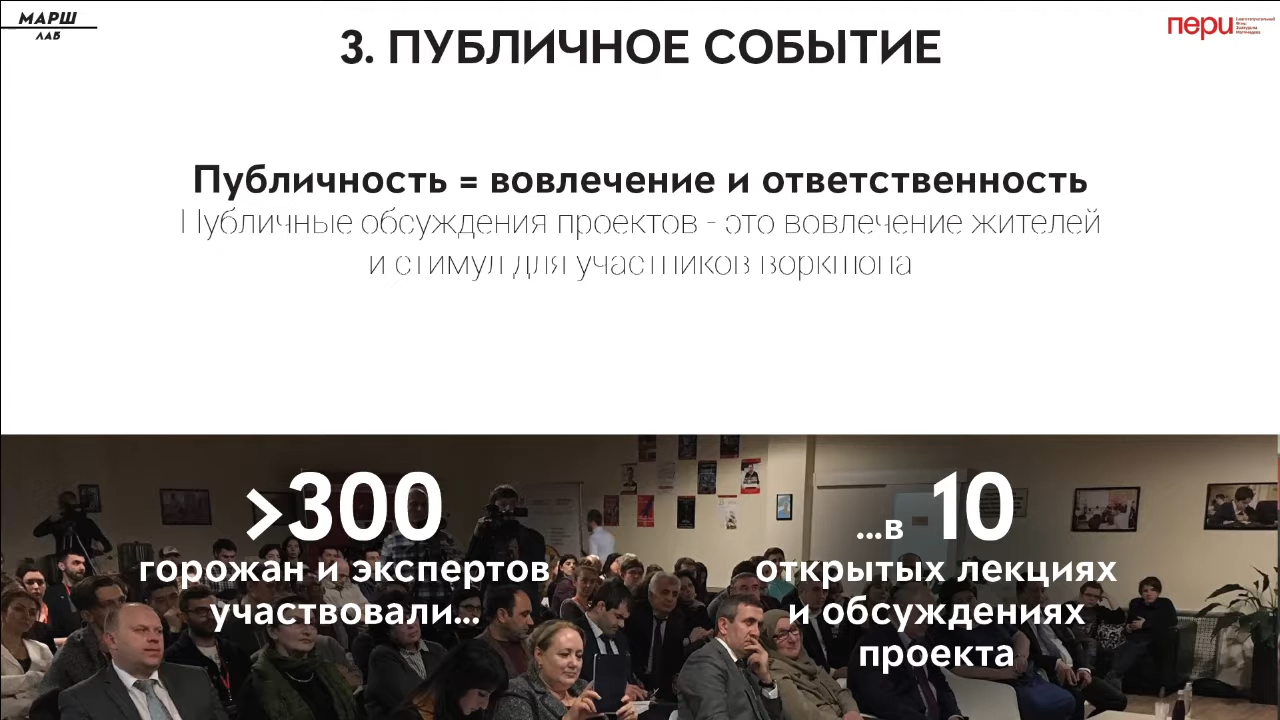 МАРШ
ЛАБ
пери
3. ПУБЛИЧНОЕ СОБЫТИЕ
Публичность = вовлечение и ответственность
Публичные обсуждения проектов - это вовлечение жителей
и стимул для участников воркшопа
>300
горожан и экспертов
участвовали...
...в 10
открытых лекциях
и обсуждениях
проекта